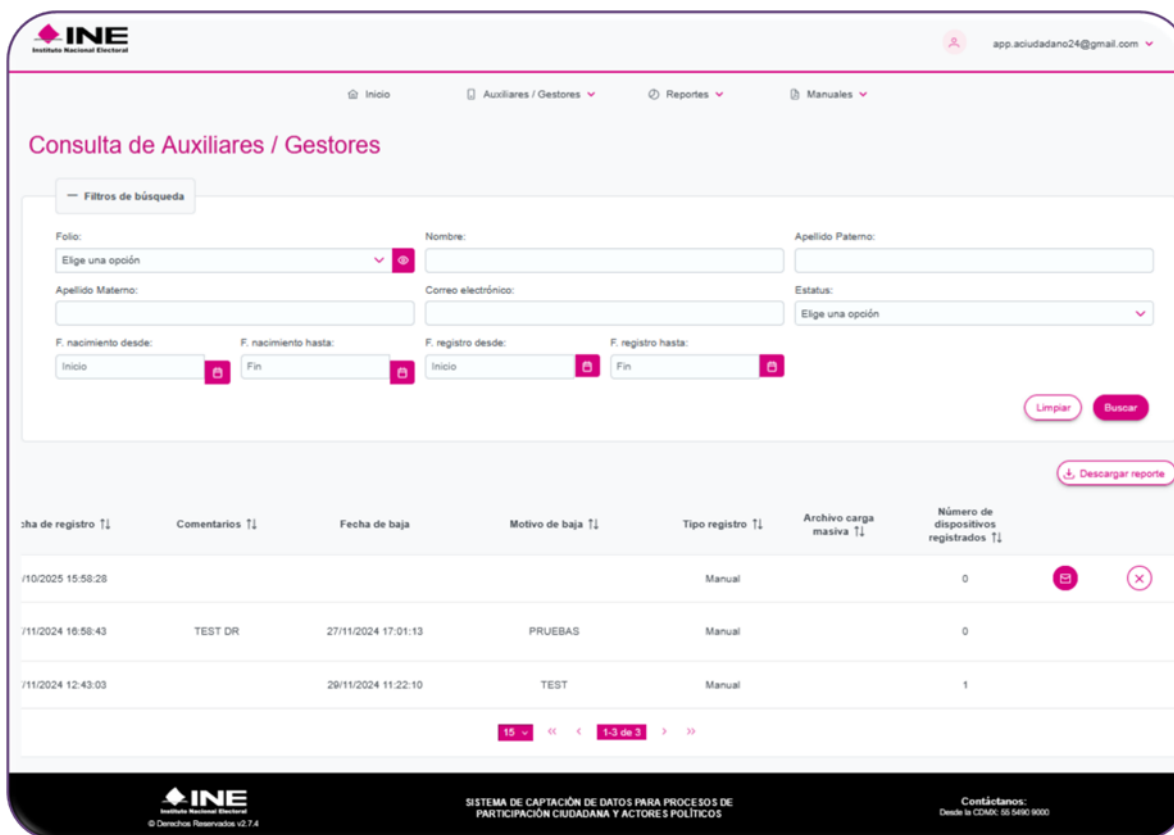 INE
Instituto Nacional Electoral
app.aciudadano24@gmail.com
Inicio Auxiliares / Gestores Reportes Manuales
Consulta de Auxiliares / Gestores
— Filtros de búsqueda
Folio: Nombre: Apellido Paterno:
Elige una opción
Apellido Materno: Correo electrónico: Estatus:
Elige una opción
F. nacimiento desde: F. nacimiento hasta: F. registro desde: F. registro hasta:
Inicio Fin Inicio Fin
Limpiar Buscar
Descargar reporte
cha de registro Comentarios Fecha de baja Motivo de baja Tipo registro Archivo carga masiva Número de dispositivos registrados
/10/2025 15:58:28 Manual 0
/11/2024 16:58:43 TEST DR 27/11/2024 17:01:13 PRUEBAS Manual 0
/11/2024 12:43:03 29/11/2024 11:22:10 TEST Manual 1
15 « ‹ 1-3 de 3 › »
INE
Instituto Nacional Electoral
© Derechos Reservados v2.7.4
SISTEMA DE CAPTACIÓN DE DATOS PARA PROCESOS DE
PARTICIPACIÓN CIUDADANA Y ACTORES POLÍTICOS
Contáctanos:
Desde la CDMX: 55 5490 9000